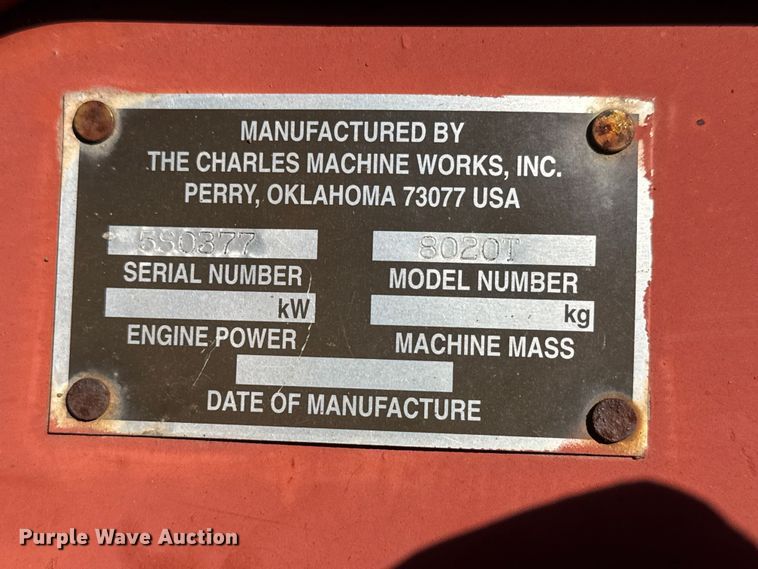 MANUFACTURED BY
THE CHARLES MACHINE WORKS, INC.
PERRY, OKLAHOMA 73077 USA
5S0377 8020T
SERIAL NUMBER MODEL NUMBER
kW kg
ENGINE POWER MACHINE MASS
DATE OF MANUFACTURE
Purple Wave Auction